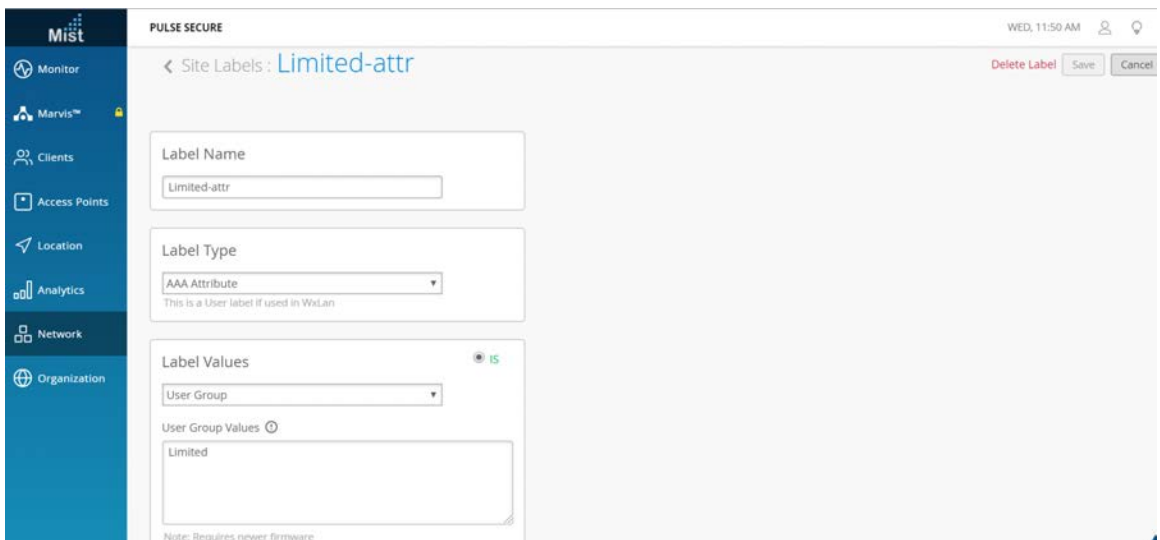 Mist
PULSE SECURE
WED, 11:50 AM
< Site Labels : Limited-attr
Delete Label Save Cancel
Monitor
Marvis™
Clients
Access Points
Location
Analytics
Network
Organization
Label Name
Limited-attr
Label Type
AAA Attribute
This is a User label if used in WxLan
Label Values
IS
User Group
User Group Values
Limited
Note: Requires newer firmware